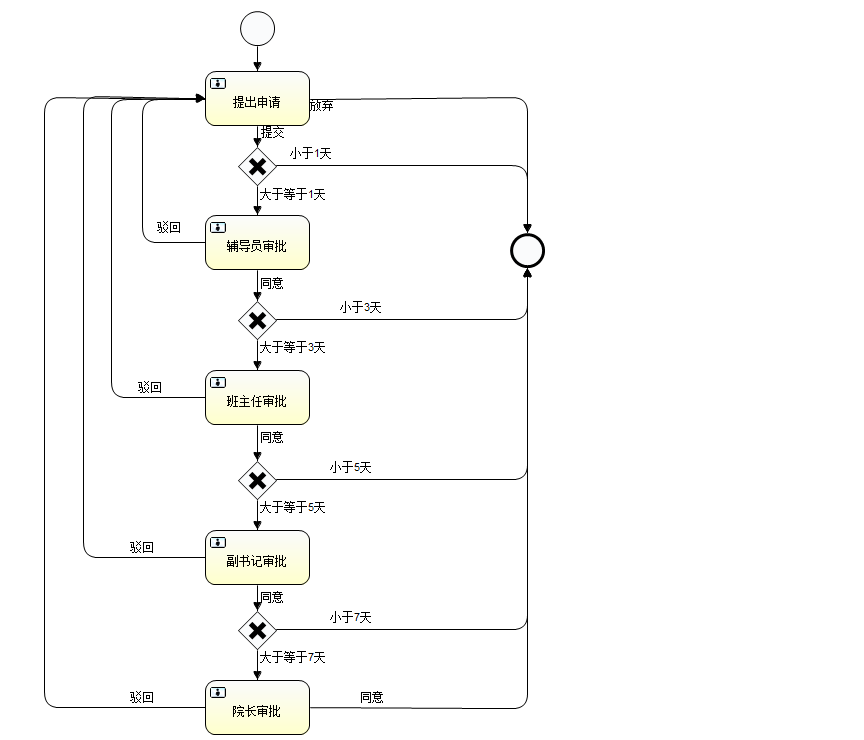 提出申请
放弃
提交
小于1天
大于等于1天
驳回
辅导员审批
同意
小于3天
大于等于3天
驳回
班主任审批
同意
小于5天
大于等于5天
驳回
副书记审批
同意
小于7天
大于等于7天
驳回
同意
院长审批